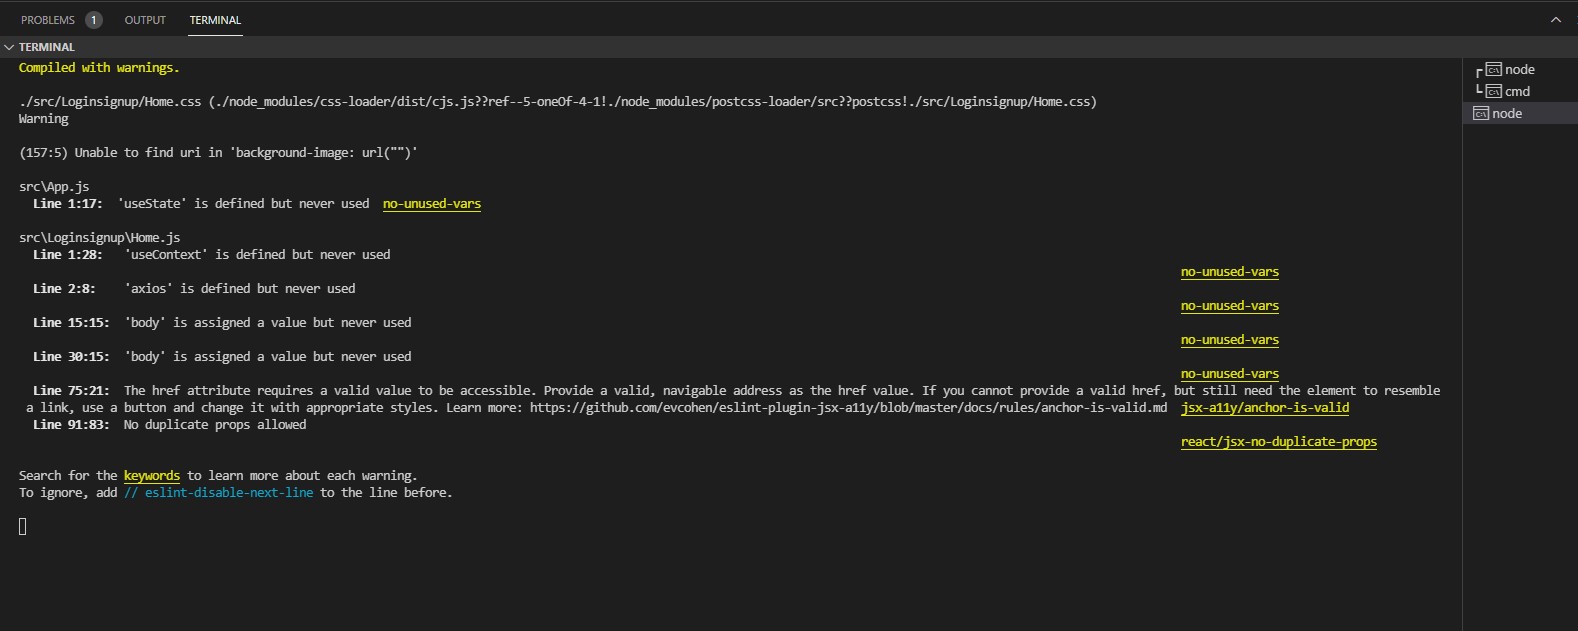 PROBLEMS 1 OUTPUT TERMINAL
TERMINAL
Compiled with warnings.
./src/Loginsignup/Home.css (./node_modules/css-loader/dist/cjs.js??ref--5-oneOf-4-1!./node_modules/postcss-loader/src??postcss!./src/Loginsignup/Home.css)
Warning
(157:5) Unable to find uri in 'background-image: url("")'
src\App.js
Line 1:17: 'useState' is defined but never used no-unused-vars
src\Loginsignup\Home.js
Line 1:28: 'useContext' is defined but never used
no-unused-vars
Line 2:8: 'axios' is defined but never used
no-unused-vars
Line 15:15: 'body' is assigned a value but never used
no-unused-vars
Line 30:15: 'body' is assigned a value but never used
no-unused-vars
Line 75:21: The href attribute requires a valid value to be accessible. Provide a valid, navigable address as the href value. If you cannot provide a valid href, but still need the element to resemble
a link, use a button and change it with appropriate styles. Learn more: https://github.com/evcohen/eslint-plugin-jsx-a11y/blob/master/docs/rules/anchor-is-valid.md jsx-a11y/anchor-is-valid
Line 91:83: No duplicate props allowed
react/jsx-no-duplicate-props
Search for the keywords to learn more about each warning.
To ignore, add // eslint-disable-next-line to the line before.
node
cmd
node